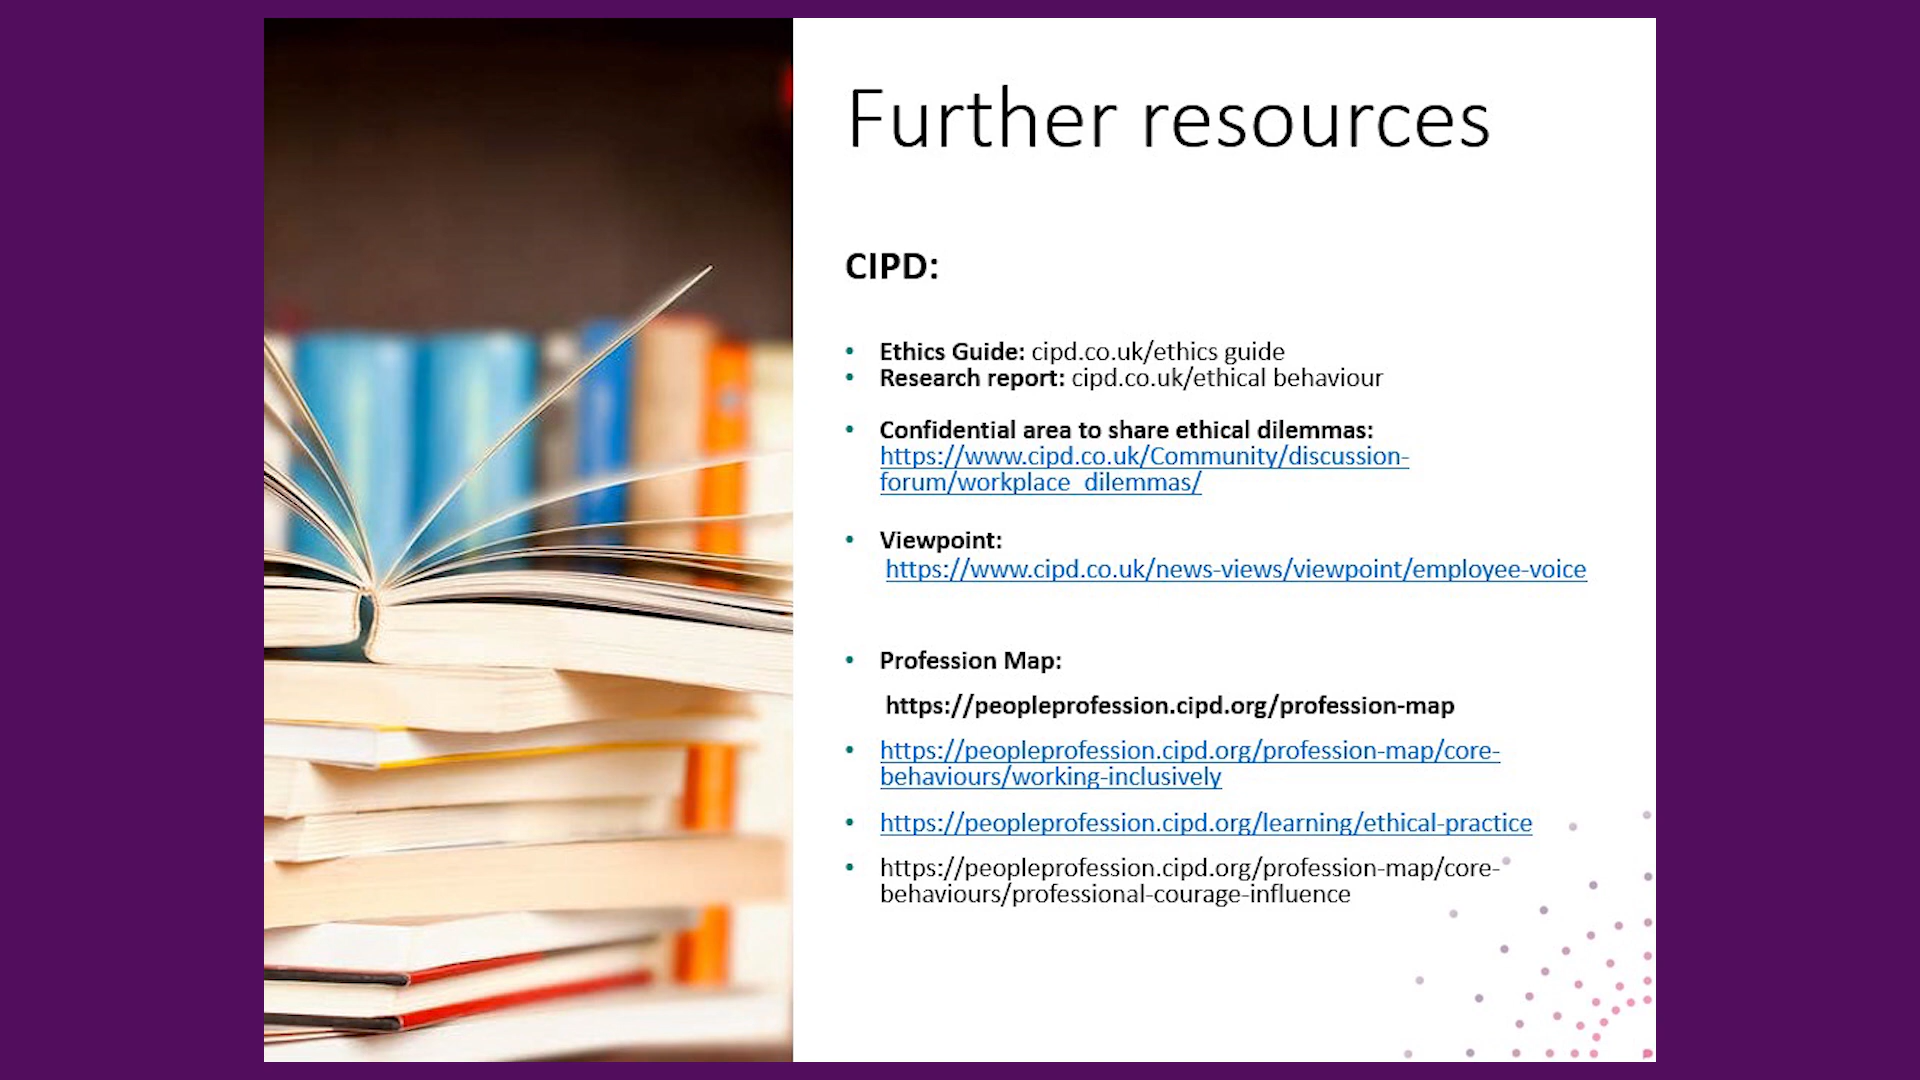 Further resources
CIPD:
• Ethics Guide: cipd.co.uk/ethics guide
• Research report: cipd.co.uk/ethical behaviour
• Confidential area to share ethical dilemmas:
https://www.cipd.co.uk/Community/discussion-
forum/workplace_dilemmas/
• Viewpoint:
https://www.cipd.co.uk/news-views/viewpoint/employee-voice
• Profession Map:
https://peopleprofession.cipd.org/profession-map
• https://peopleprofession.cipd.org/profession-map/core-
behaviours/working-inclusively
• https://peopleprofession.cipd.org/learning/ethical-practice
• https://peopleprofession.cipd.org/profession-map/core-
behaviours/professional-courage-influence